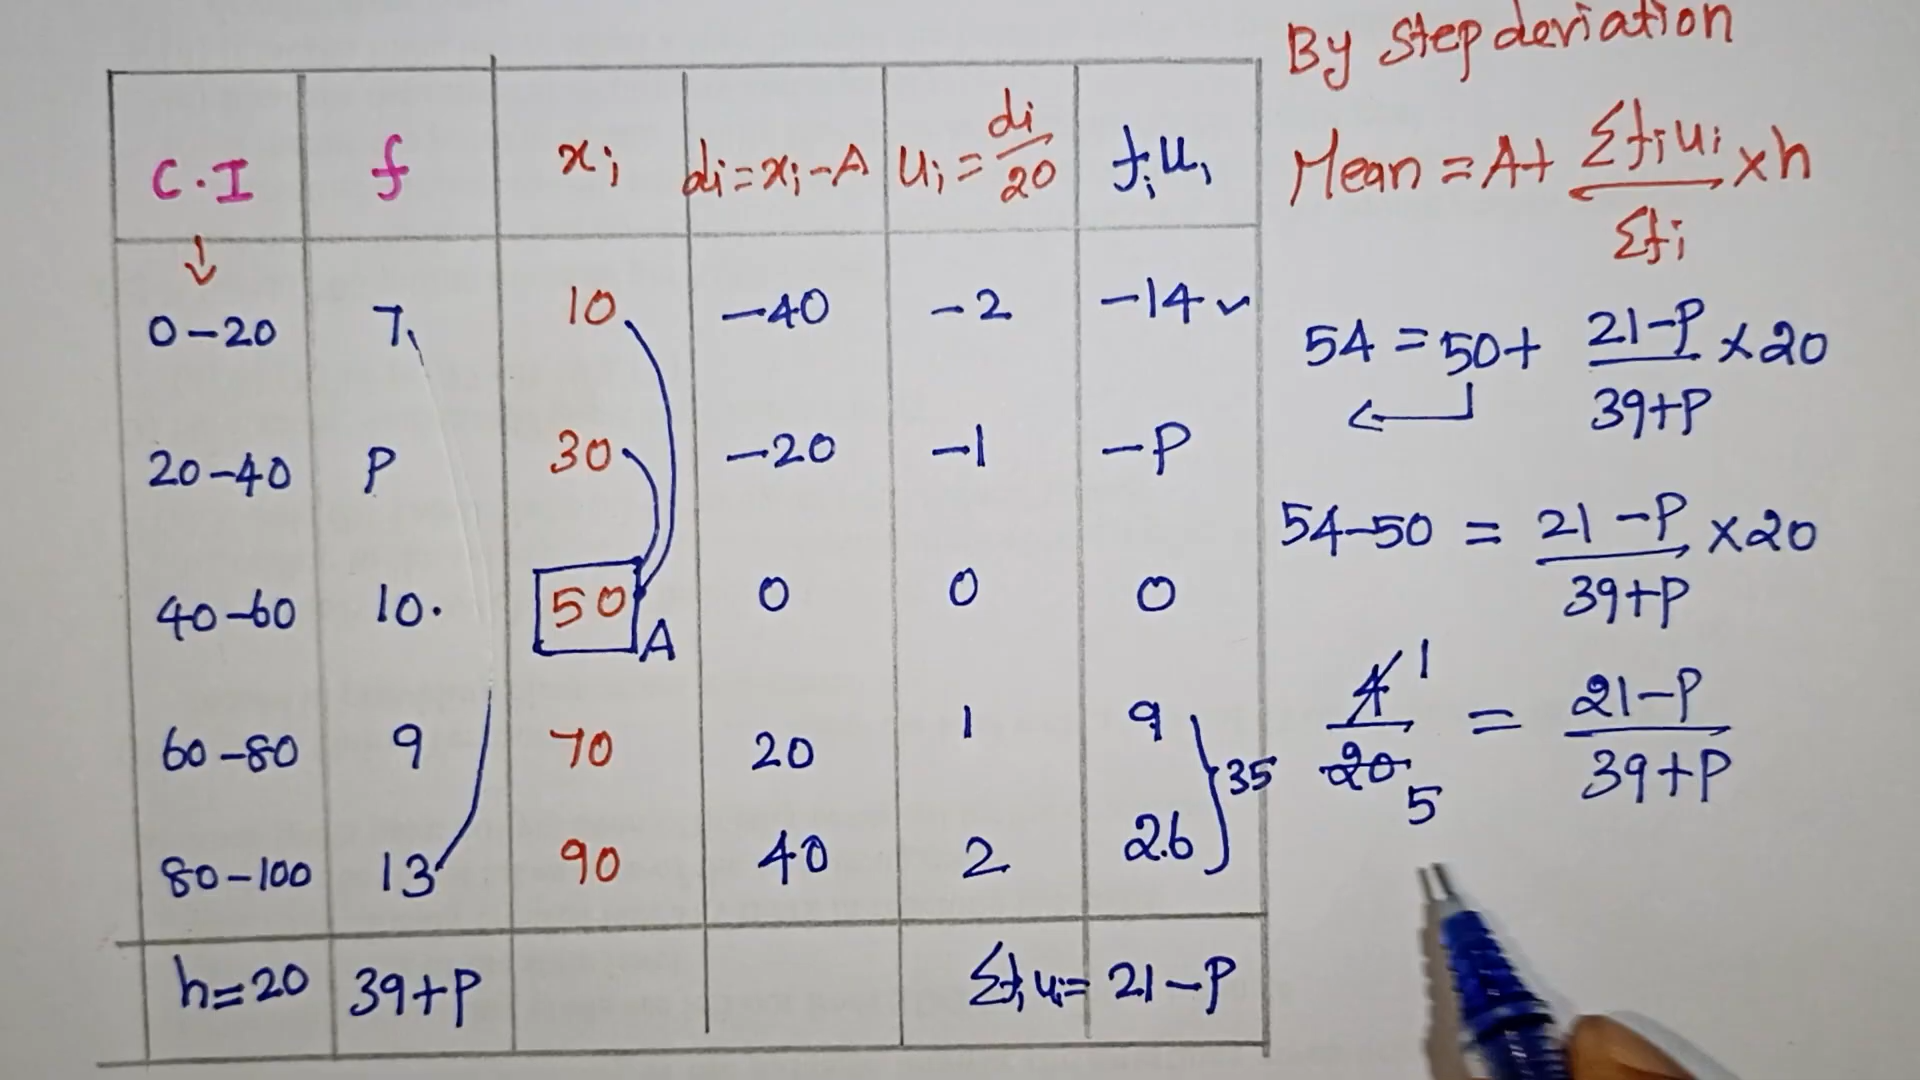 By Step deviation
Mean = A + Σfiui/Σfi × h
C.I f xi di = xi - A ui = di/20 fiui
0-20 7 10 -40 -2 -14
20-40 P 30 -20 -1 -P
40-60 10 50 A 0 0 0
60-80 9 70 20 1 9
80-100 13 90 40 2 26
35
h=20 39+P Σfiui = 21-P
54 = 50 + 21-P/39+P × 20
54-50 = 21-P/39+P × 20
4 1/20 5 = 21-P/39+P